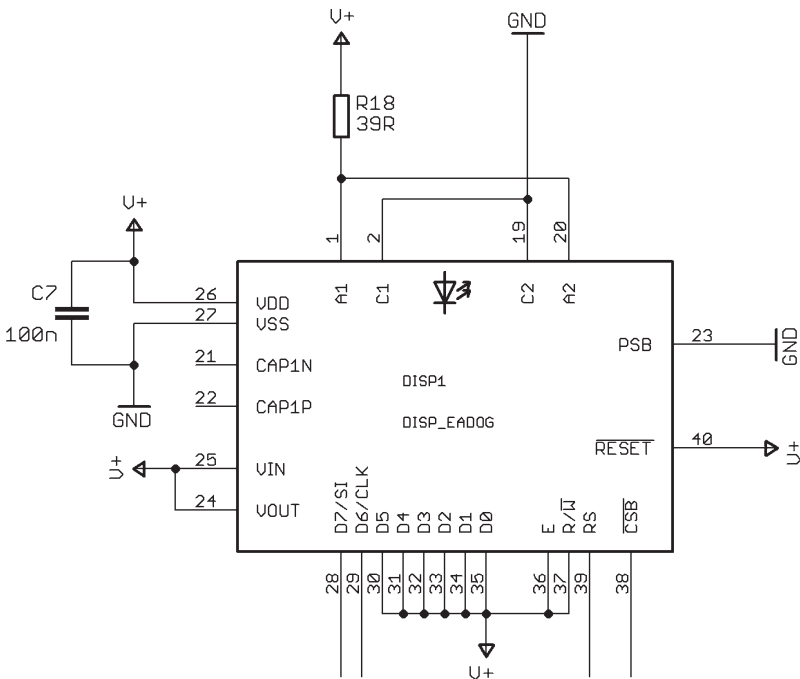 V+
GND
R18
39R
1
2
19
20
V+
A1
C1
C2
A2
C7
100n
26
VDD
27
VSS
GND
21
CAP1N
22
CAP1P
V+
25
VIN
24
VOUT
DISP1
DISP_EADOG
PSB
23
GND
RESET
40
V+
D7/SI
D6/CLK
D5
D4
D3
D2
D1
D0
E
R/W
RS
CSB
28
29
30
31
32
33
34
35
36
37
39
38
V+